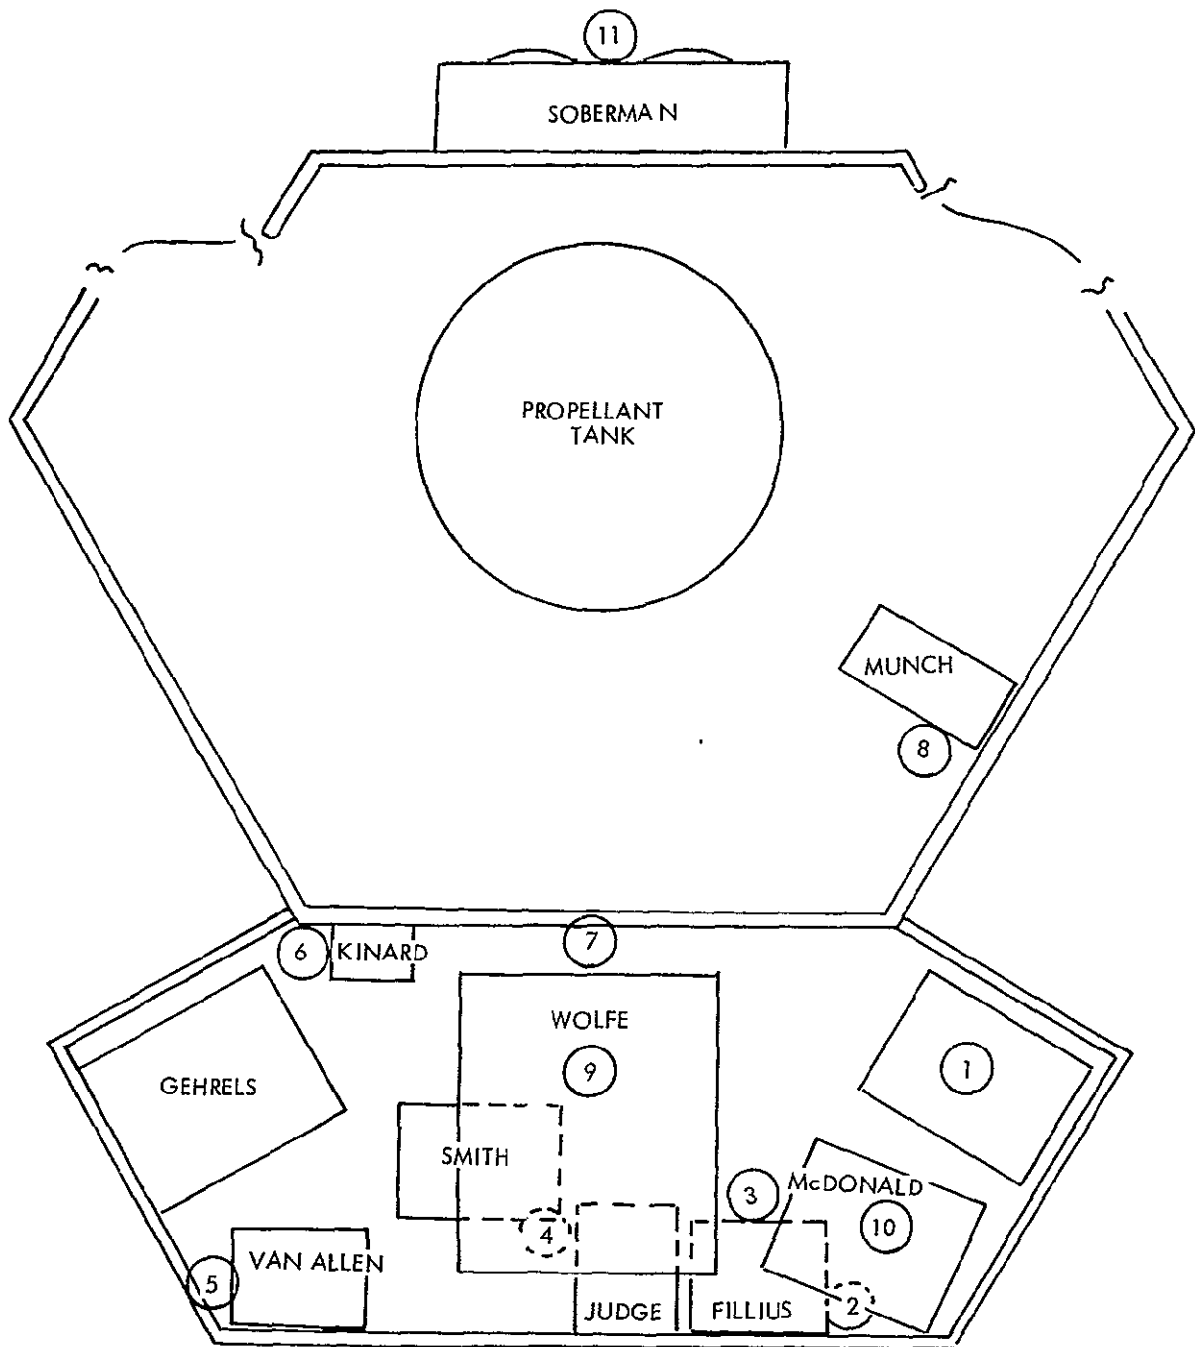 11
SOBERMAN
PROPELLANT
TANK
MUNCH
8
6
KINARD
7
WOLFE
9
1
GEHRELS
SMITH
3
McDONALD
10
4
5
VAN ALLEN
JUDGE
FILLIUS
2